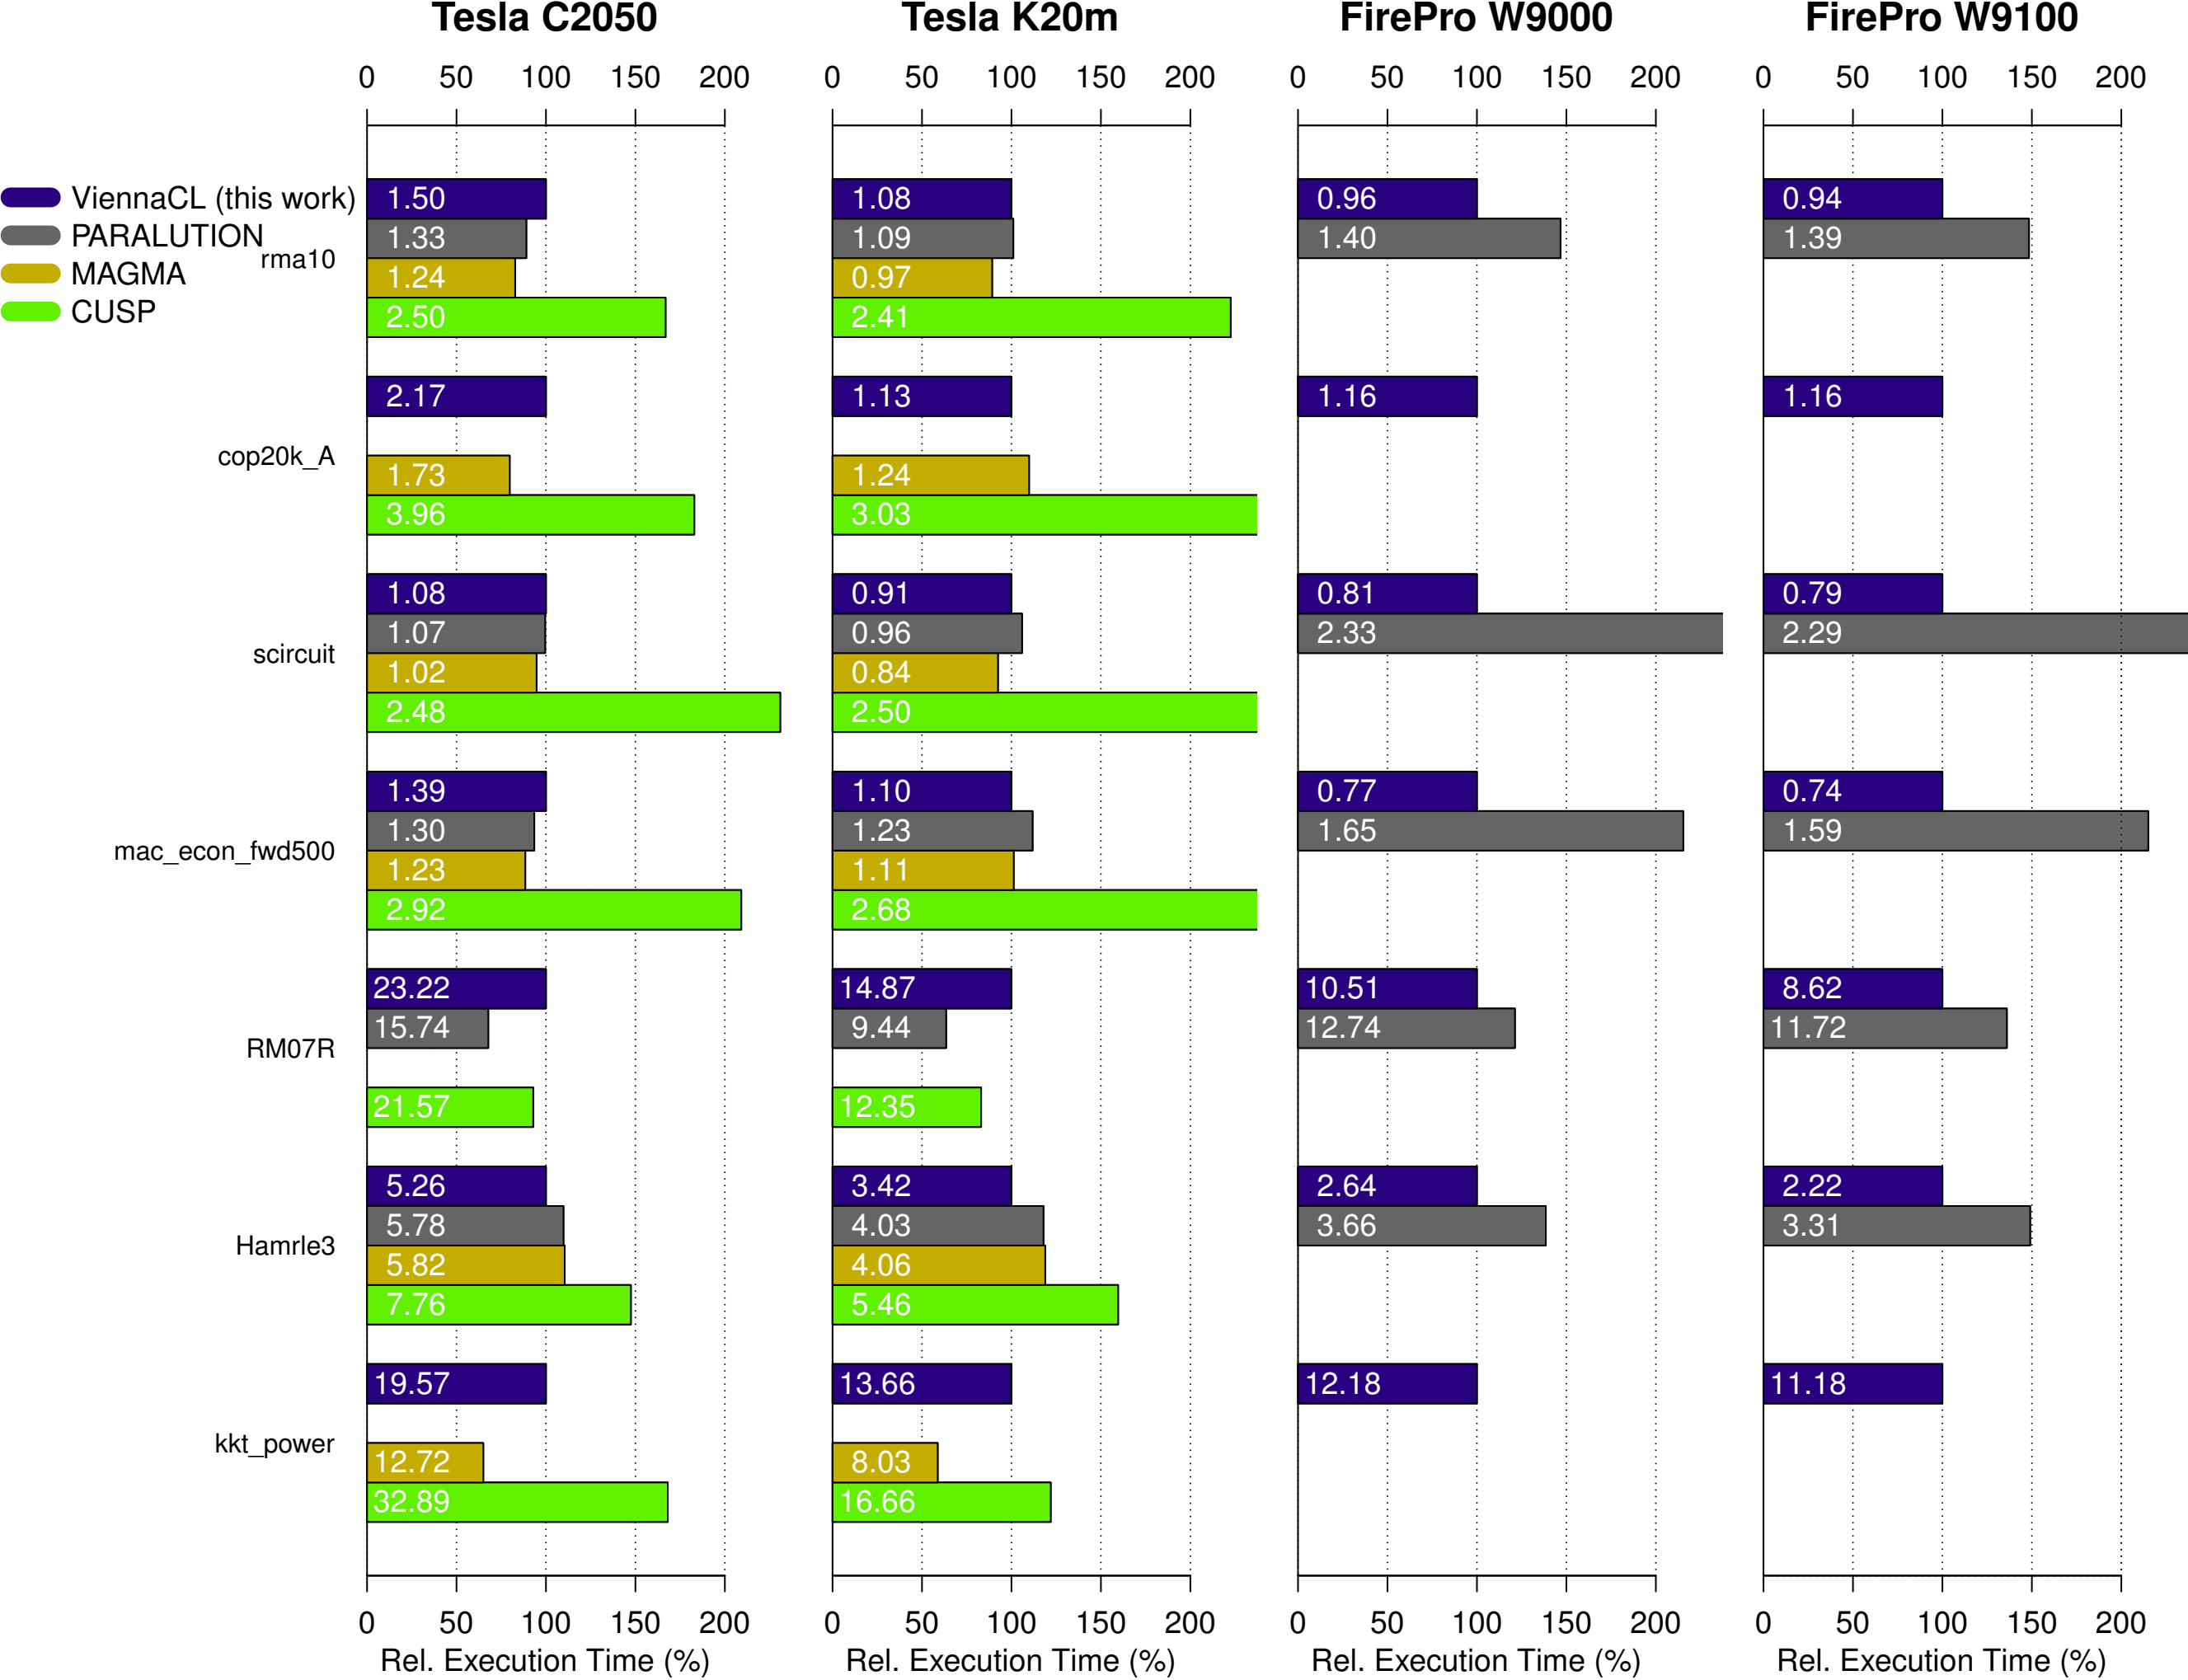 Tesla C2050 Tesla K20m FirePro W9000 FirePro W9100
0 50 100 150 200 0 50 100 150 200 0 50 100 150 200 0 50 100 150 200
ViennaCL (this work)
PARALUTION
MAGMA
CUSP
rma10
1.50 1.08 0.96 0.94
1.33 1.09 1.40 1.39
1.24 0.97
2.50 2.41
cop20k_A
2.17 1.13 1.16 1.16
1.73 1.24
3.96 3.03
scircuit
1.08 0.91 0.81 0.79
1.07 0.96 2.33 2.29
1.02 0.84
2.48 2.50
mac_econ_fwd500
1.39 1.10 0.77 0.74
1.30 1.23 1.65 1.59
1.23 1.11
2.92 2.68
RM07R
23.22 14.87 10.51 8.62
15.74 9.44 12.74 11.72
21.57 12.35
Hamrle3
5.26 3.42 2.64 2.22
5.78 4.03 3.66 3.31
5.82 4.06
7.76 5.46
kkt_power
19.57 13.66 12.18 11.18
12.72 8.03
32.89 16.66
0 50 100 150 200 0 50 100 150 200 0 50 100 150 200 0 50 100 150 200
Rel. Execution Time (%) Rel. Execution Time (%) Rel. Execution Time (%) Rel. Execution Time (%)